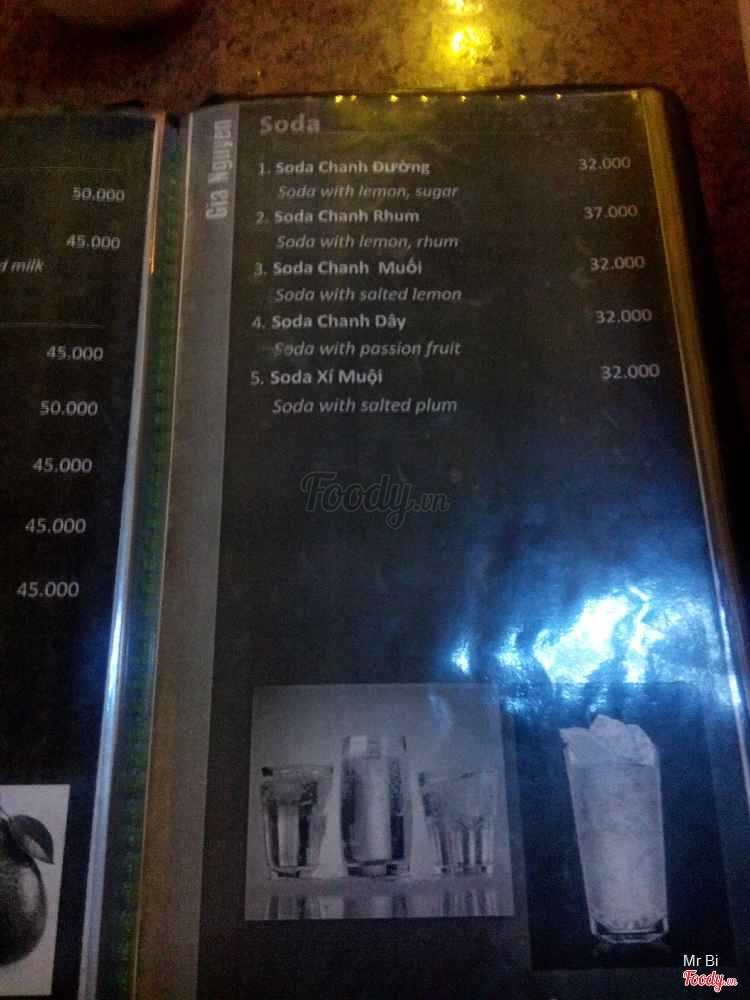 50.000
45.000
d milk
45.000
50.000
45.000
45.000
45.000
Gia Nguyen
Soda
1. Soda Chanh Đường 32.000
Soda with lemon, sugar
2. Soda Chanh Rhum 37.000
Soda with lemon, rhum
3. Soda Chanh Muối 32.000
Soda with salted lemon
4. Soda Chanh Dây 32.000
Soda with passion fruit
5. Soda Xí Muội 32.000
Soda with salted plum
Foody.vn
Mr Bi
Foody.vn